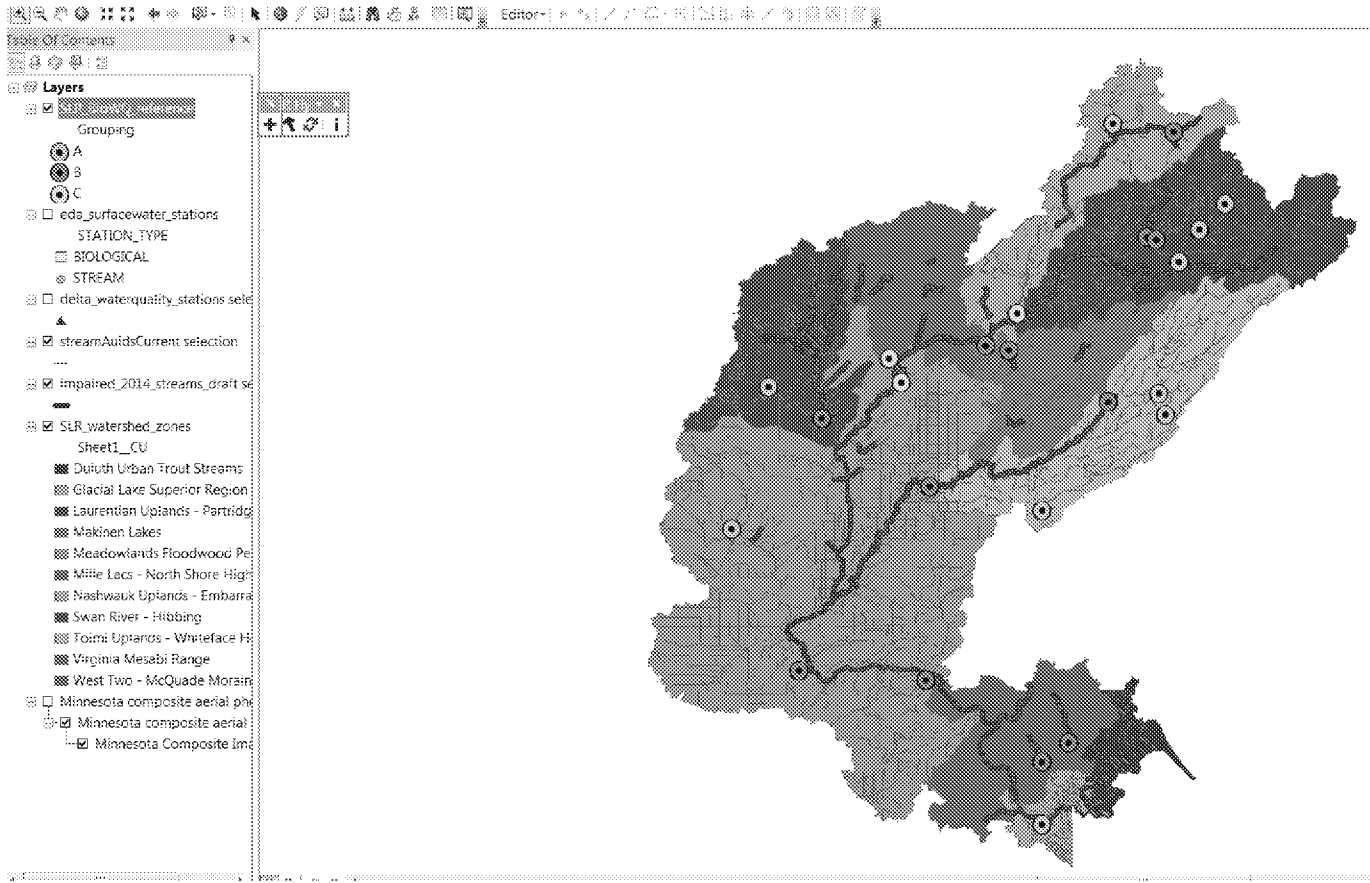 Editor
Table Of Contents
Layers
Grouping
A
B
C
eda_surfacewater_stations
STATION_TYPE
BIOLOGICAL
STREAM
delta_waterquality_stations sele
streamAuidsCurrent selection
impaired_2014_streams_draft se
SLR_watershed_zones
Sheet1__CU
Duluth Urban Trout Streams
Glacial Lake Superior Region
Laurentian Uplands - Partridg
Makinen Lakes
Meadowlands Floodwood Pe
Mille Lacs - North Shore High
Nashwauk Uplands - Embarra
Swan River - Hibbing
Toimi Uplands - Whiteface H
Virginia Mesabi Range
West Two - McQuade Morain
Minnesota composite aerial pho
Minnesota composite aerial
Minnesota Composite Ima